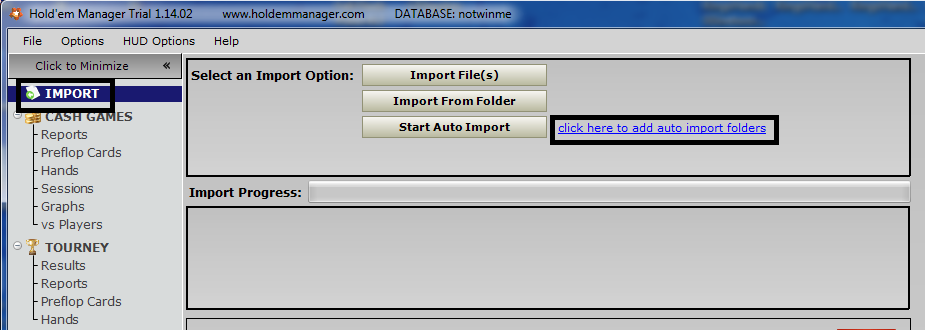 Hold'em Manager Trial 1.14.02 www.holdemmanager.com DATABASE: notwinme
File Options HUD Options Help
Click to Minimize «
IMPORT
CASH GAMES
Reports
Preflop Cards
Hands
Sessions
Graphs
vs Players
TOURNEY
Results
Reports
Preflop Cards
Hands
Select an Import Option: Import File(s)
Import From Folder
Start Auto Import click here to add auto import folders
Import Progress: